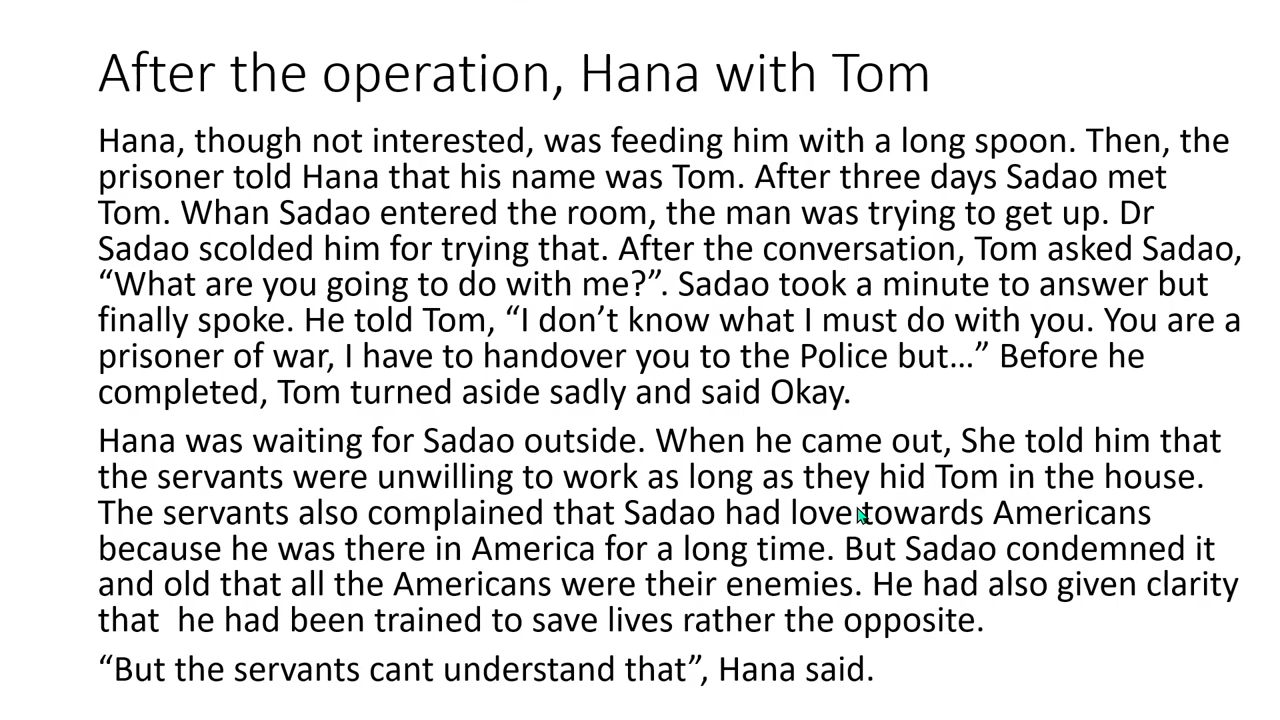 After the operation, Hana with Tom
Hana, though not interested, was feeding him with a long spoon. Then, the
prisoner told Hana that his name was Tom. After three days Sadao met
Tom. Whan Sadao entered the room, the man was trying to get up. Dr
Sadao scolded him for trying that. After the conversation, Tom asked Sadao,
“What are you going to do with me?”. Sadao took a minute to answer but
finally spoke. He told Tom, “I don’t know what I must do with you. You are a
prisoner of war, I have to handover you to the Police but…” Before he
completed, Tom turned aside sadly and said Okay.
Hana was waiting for Sadao outside. When he came out, She told him that
the servants were unwilling to work as long as they hid Tom in the house.
The servants also complained that Sadao had love towards Americans
because he was there in America for a long time. But Sadao condemned it
and old that all the Americans were their enemies. He had also given clarity
that  he had been trained to save lives rather the opposite.
“But the servants cant understand that”, Hana said.